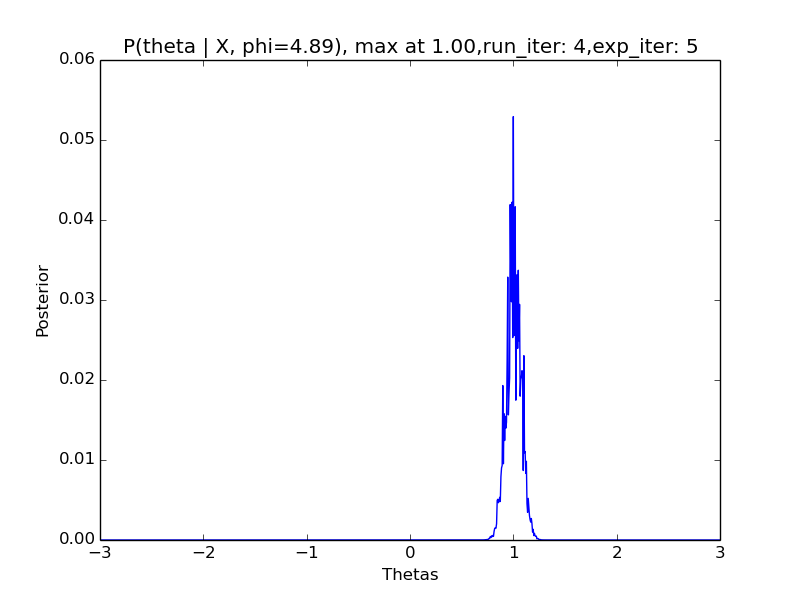 P(theta | X, phi=4.89), max at 1.00,run_iter: 4,exp_iter: 5
0.06
0.05
0.04
0.03
0.02
0.01
0.00
Posterior
−3 −2 −1 0 1 2 3
Thetas